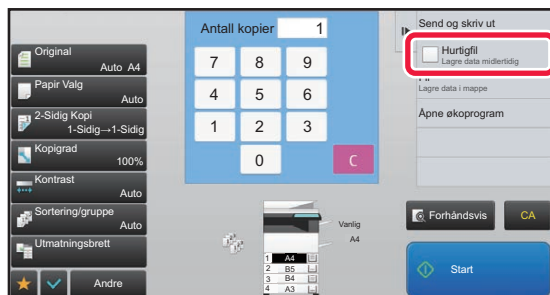 Original
Auto A4
Papir Valg
Auto
2-Sidig Kopi
1-Sidig→1-Sidig
Kopigrad
100%
Kontrast
Auto
Sortering/gruppe
Auto
Utmatningsbrett
Andre
Antall kopier 1
7 8 9
4 5 6
1 2 3
0 C
Vanlig
A4
1 A4
2 B5
3 B4
4 A3
Send og skriv ut
Hurtigfil
Lagre data midlertidig
Lagre data i mappe
Åpne økoprogram
Forhåndsvis CA
Start